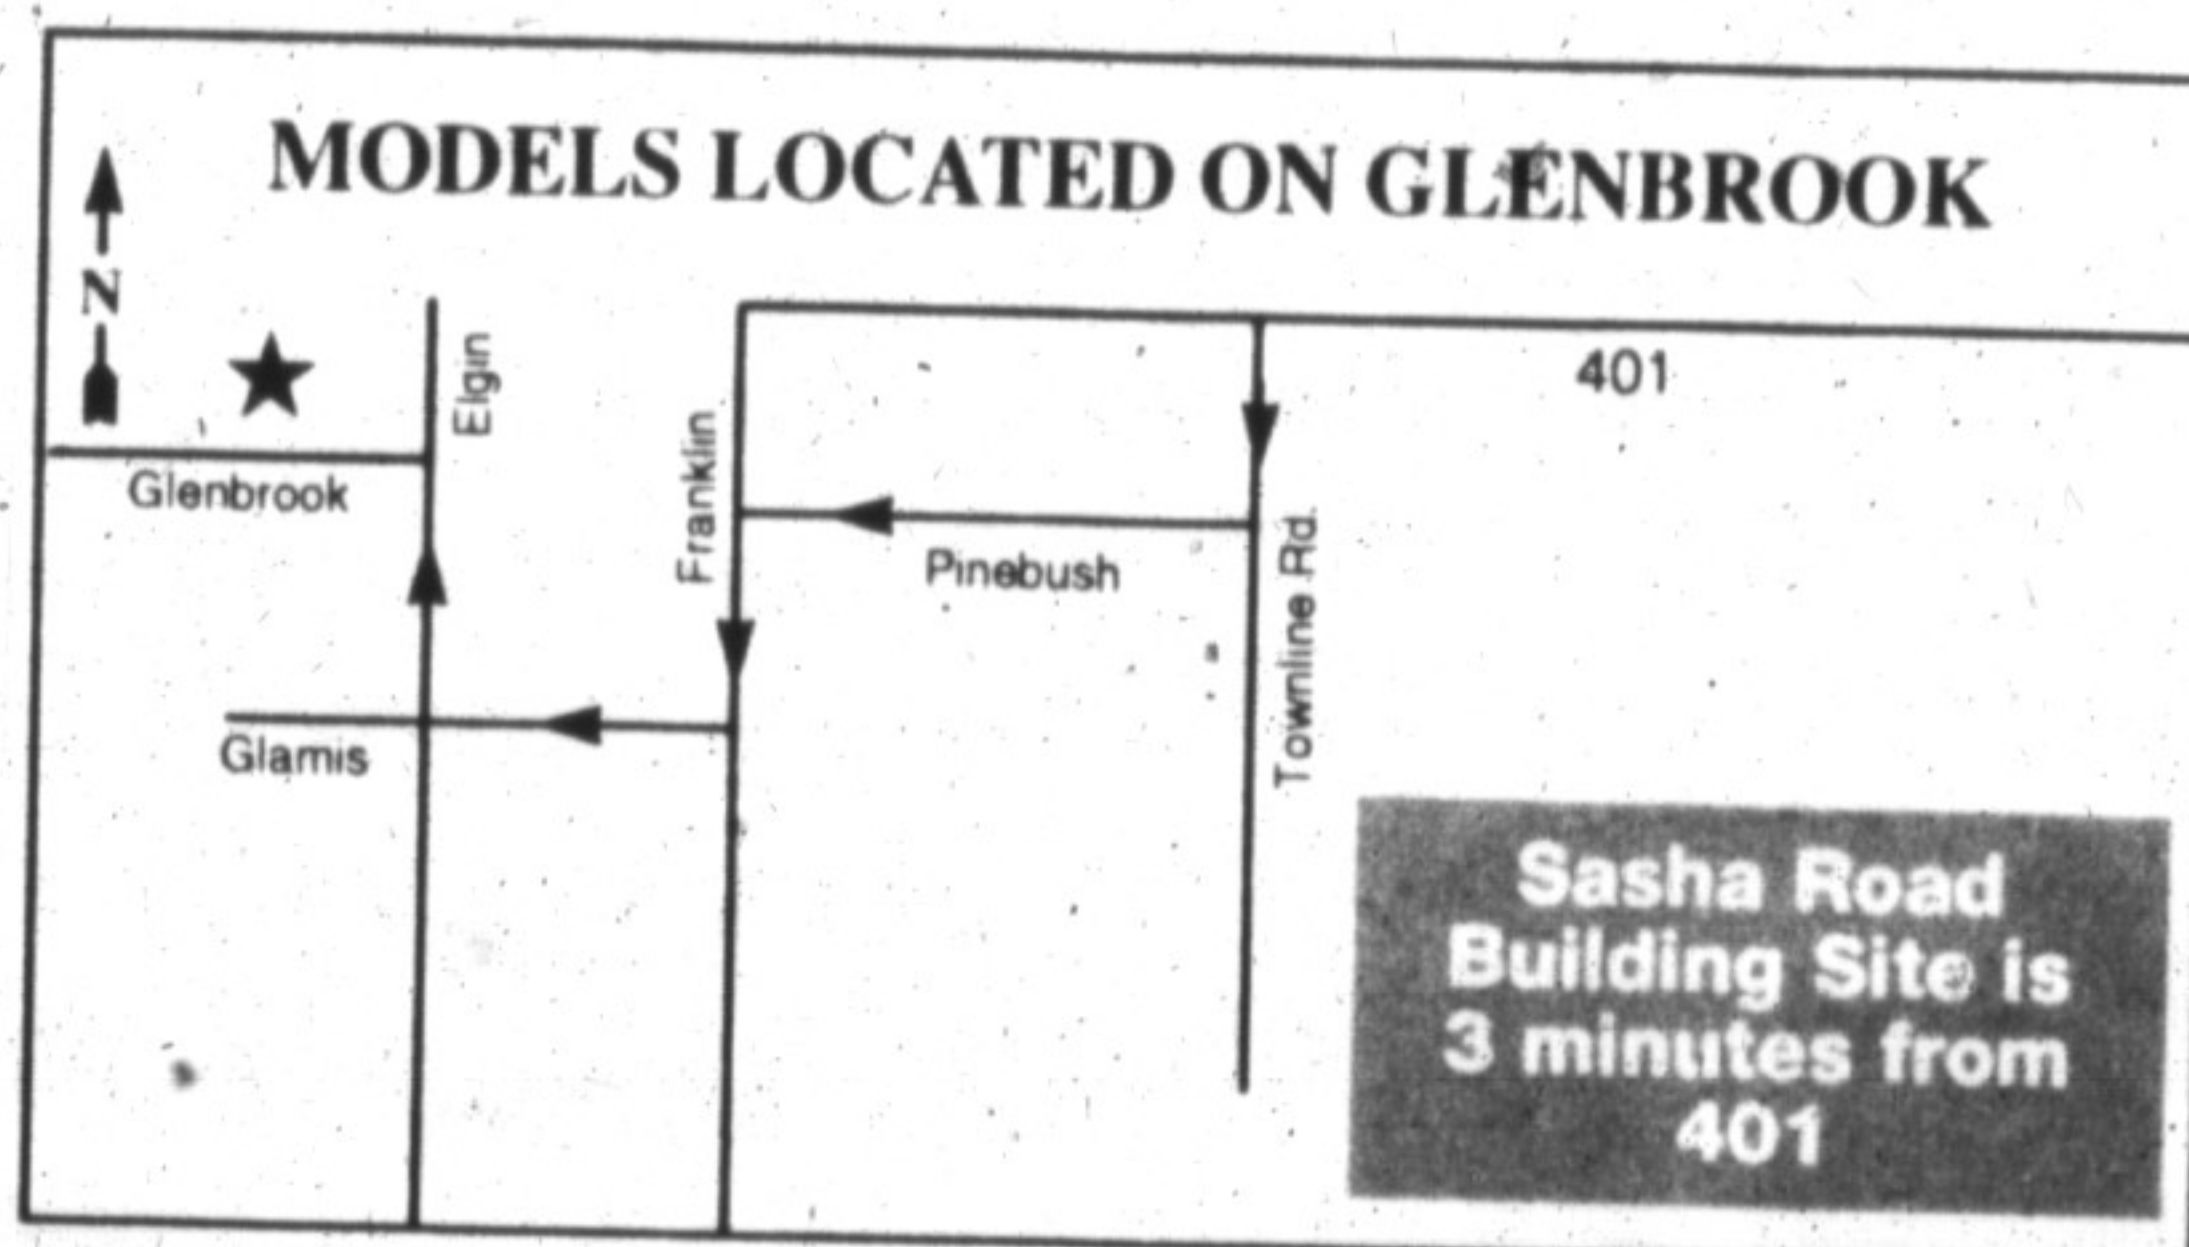 MODELS LOCATED ON GLENBROOK
N
Elgin
401
Glenbrook
Franklin
Pinebush
Townline Rd.
Glamis
Sasha Road
Building Site is
3 minutes from
401